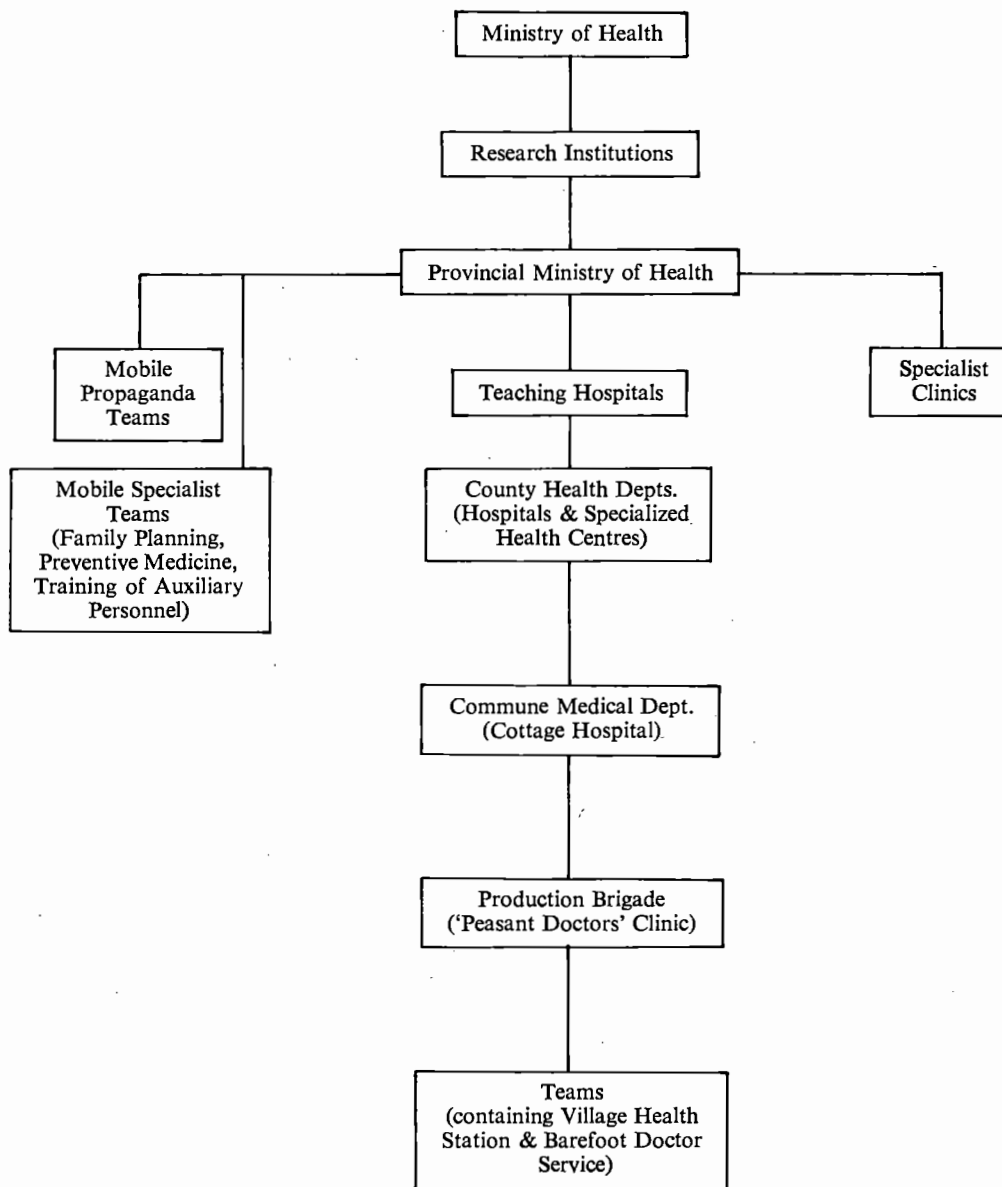 Ministry of Health
Research Institutions
Provincial Ministry of Health
Mobile
Propaganda
Teams
Teaching Hospitals
Specialist
Clinics
Mobile Specialist
Teams
(Family Planning,
Preventive Medicine,
Training of Auxiliary
Personnel)
County Health Depts.
(Hospitals & Specialized
Health Centres)
Commune Medical Dept.
(Cottage Hospital)
Production Brigade
('Peasant Doctors' Clinic)
Teams
(containing Village Health
Station & Barefoot Doctor
Service)